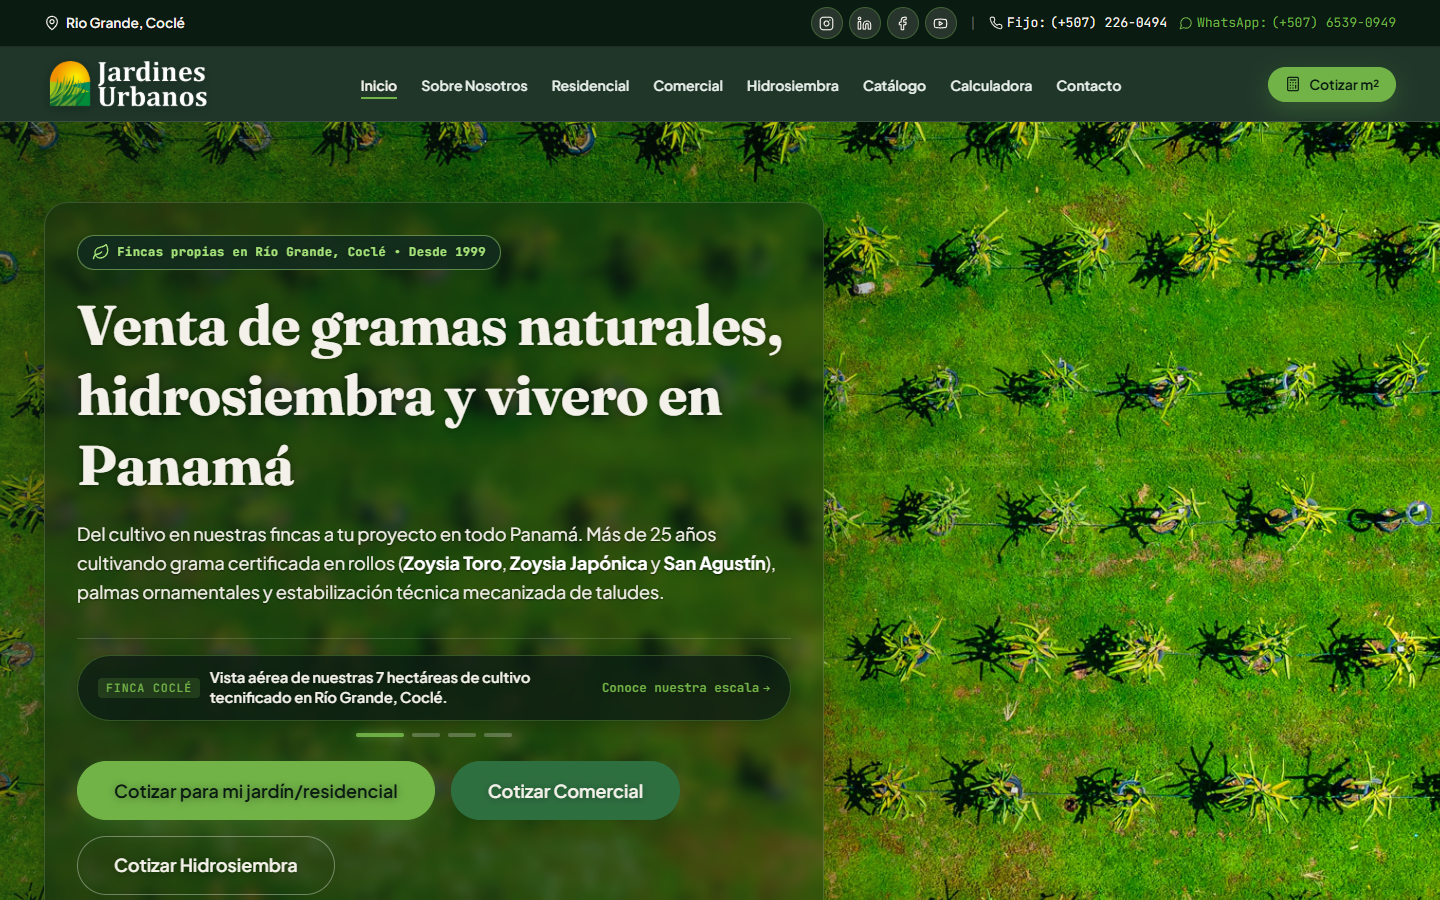 Río Grande, Coclé
Fijo: (+507) 226-0494
WhatsApp: (+507) 6539-0949
Jardines
Urbanos
Inicio
Sobre Nosotros
Residencial
Comercial
Hidrosiembra
Catálogo
Calculadora
Contacto
Cotizar m²
Fincas propias en Río Grande, Coclé • Desde 1999
Venta de gramas naturales,
hidrosiembra y vivero en
Panamá
Del cultivo en nuestras fincas a tu proyecto en todo Panamá. Más de 25 años
cultivando grama certificada en rollos (Zoysia Toro, Zoysia Japónica y San Agustín),
palmas ornamentales y estabilización técnica mecanizada de taludes.
FINCA COCLÉ
Vista aérea de nuestras 7 hectáreas de cultivo
tecnificado en Río Grande, Coclé.
Conoce nuestra escala →
Cotizar para mi jardín/residencial
Cotizar Comercial
Cotizar Hidrosiembra